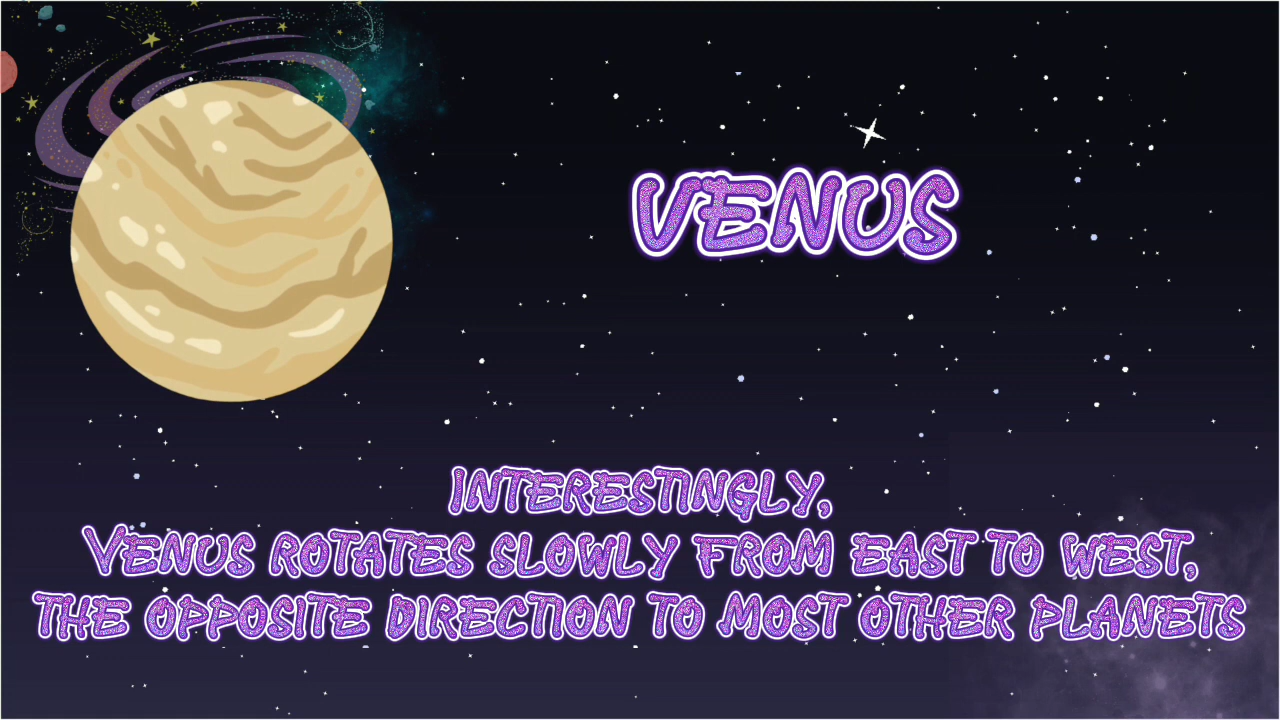 VENUS
INTERESTINGLY,
VENUS ROTATES SLOWLY FROM EAST TO WEST,
THE OPPOSITE DIRECTION TO MOST OTHER PLANETS